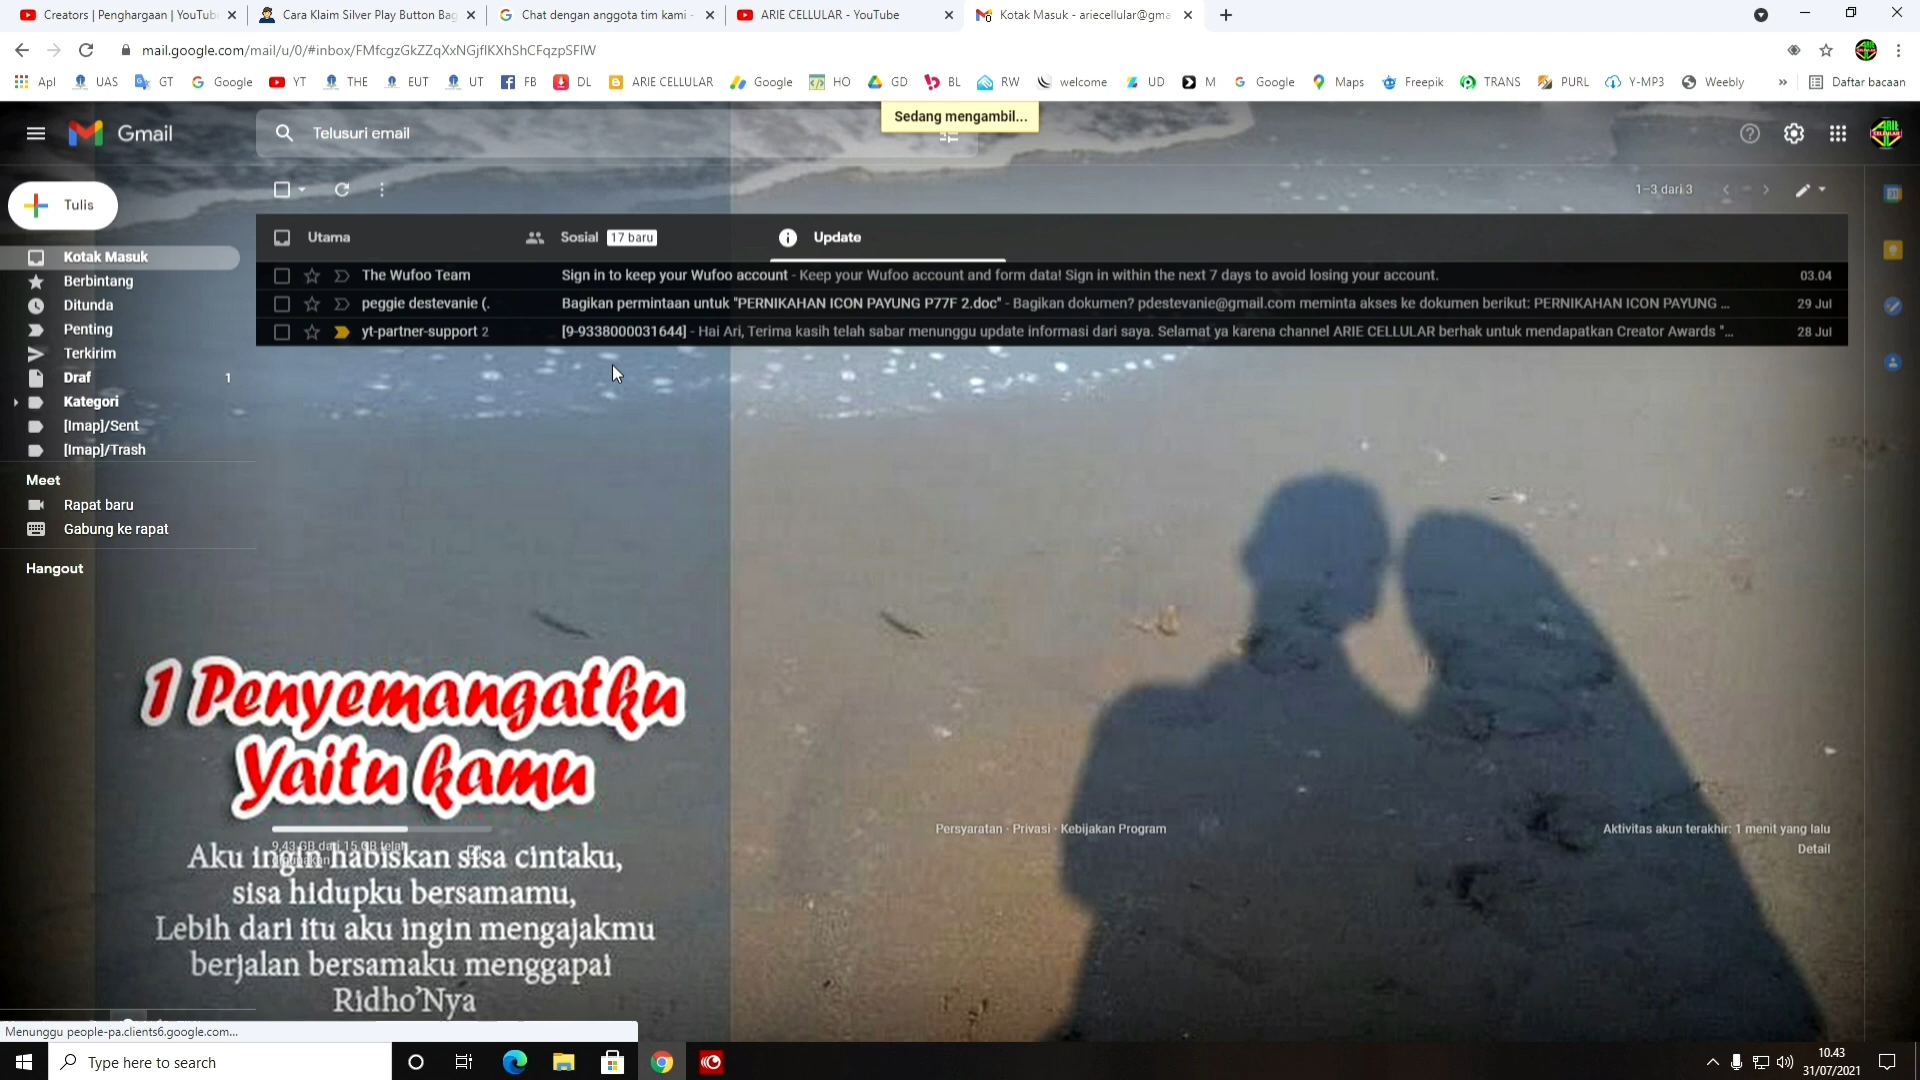 Creators | Penghargaan | YouTub
Cara Klaim Silver Play Button Bag
Chat dengan anggota tim kami -
ARIE CELLULAR - YouTube
Kotak Masuk - ariecellular@gma
mail.google.com/mail/u/0/#inbox/FMfcgzGkZZqXxNGjflKXhShCFqzpSFlW
Apl UAS GT Google YT THE EUT UT FB DL ARIE CELLULAR Google HO GD BL RW welcome UD M Google Maps Freepik TRANS PURL Y-MP3 Weebly » Daftar bacaan
Sedang mengambil...
Gmail
Telusuri email
Tulis
1–3 dari 3
Utama
Sosial 17 baru
Update
The Wufoo Team Sign in to keep your Wufoo account - Keep your Wufoo account and form data! Sign in within the next 7 days to avoid losing your account. 03.04
peggie destevanie (. Bagikan permintaan untuk "PERNIKAHAN ICON PAYUNG P77F 2.doc" - Bagikan dokumen? pdestevanie@gmail.com meminta akses ke dokumen berikut: PERNIKAHAN ICON PAYUNG ... 29 Jul
yt-partner-support 2 [9-9338000031644] - Hai Ari, Terima kasih telah sabar menunggu update informasi dari saya. Selamat ya karena channel ARIE CELLULAR berhak untuk mendapatkan Creator Awards "... 28 Jul
Kotak Masuk
Berbintang
Ditunda
Penting
Terkirim
Draf 1
Kategori
[Imap]/Sent
[Imap]/Trash
Meet
Rapat baru
Gabung ke rapat
Hangout
1 Penyemangatku
Yaitu kamu
9,43 GB dari 15 GB telah
digunakan
Aku ingin habiskan sisa cintaku,
sisa hidupku bersamamu,
Lebih dari itu aku ingin mengajakmu
berjalan bersamaku menggapai
Ridho'Nya
Persyaratan · Privasi · Kebijakan Program
Aktivitas akun terakhir: 1 menit yang lalu
Detail
Menunggu people-pa.clients6.google.com...
Type here to search
10.43
31/07/2021